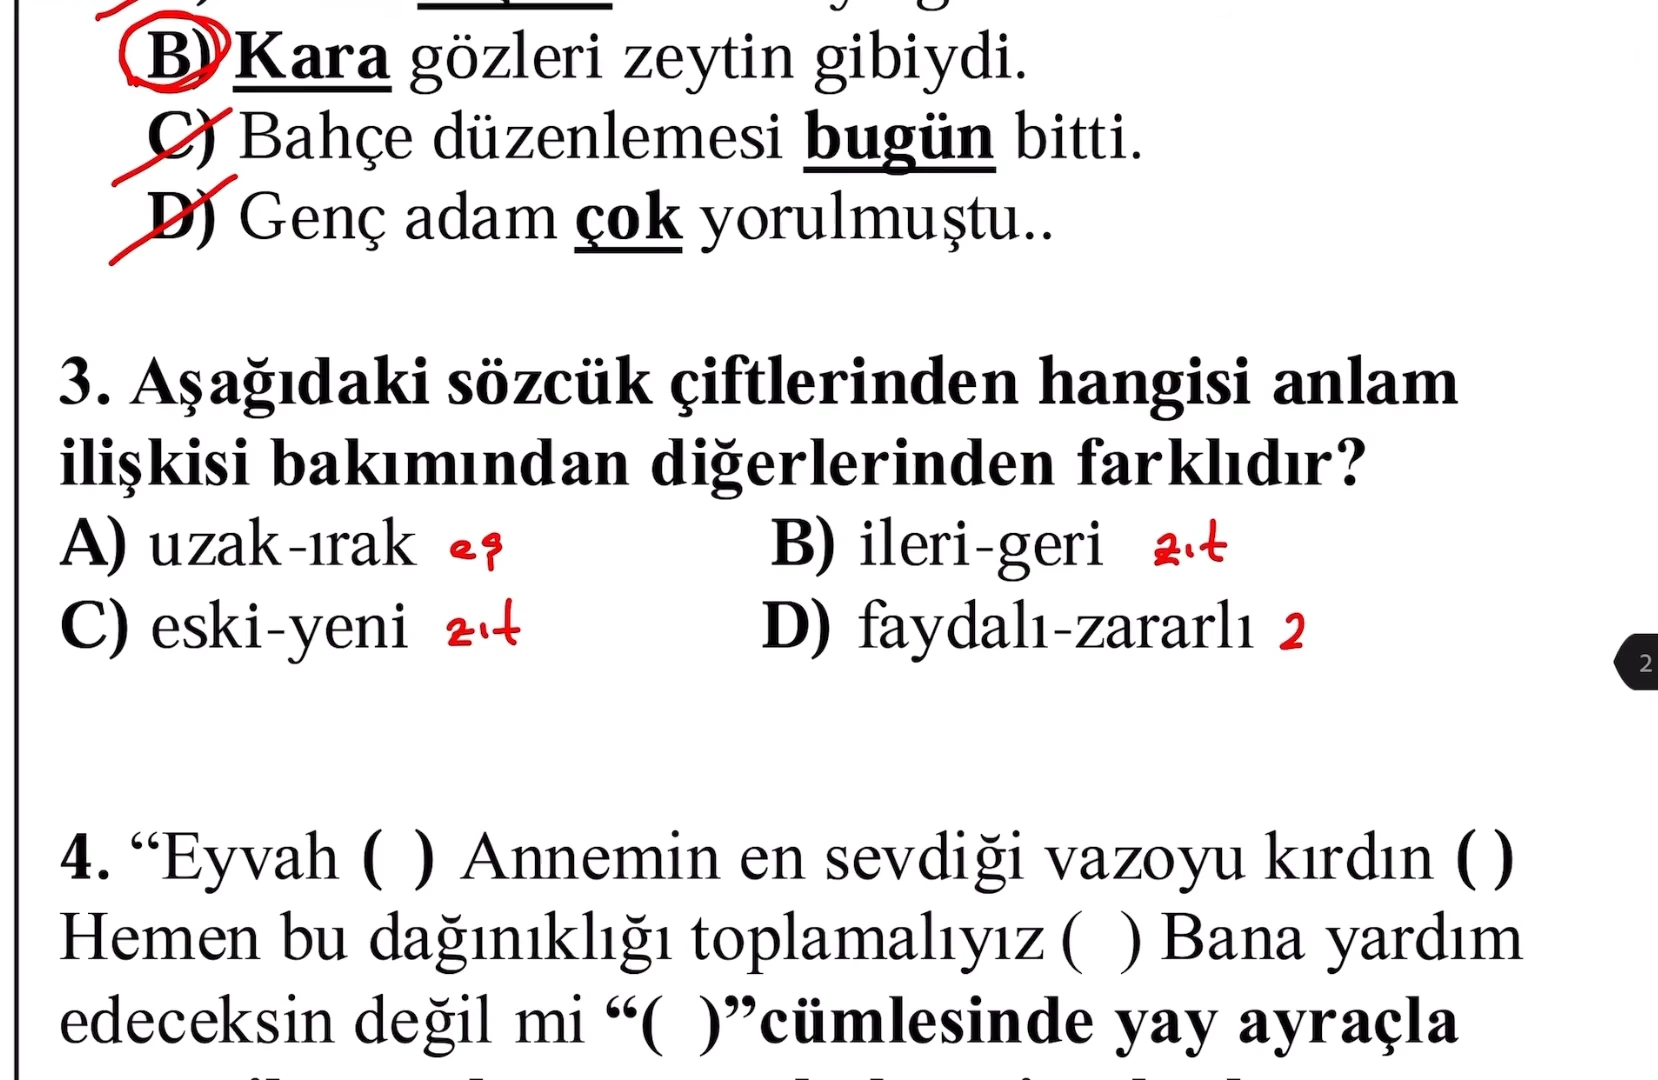 B) Kara gözleri zeytin gibiydi.
C) Bahçe düzenlemesi bugün bitti.
D) Genç adam çok yorulmuştu..
3. Aşağıdaki sözcük çiftlerinden hangisi anlam
ilişkisi bakımından diğerlerinden farklıdır?
A) uzak-ırak eş B) ileri-geri zıt
C) eski-yeni zıt D) faydalı-zararlı z
2
4. “Eyvah ( ) Annemin en sevdiği vazoyu kırdın ( )
Hemen bu dağınıklığı toplamalıyız ( ) Bana yardım
edeceksin değil mi “( )”cümlesinde yay ayraçla